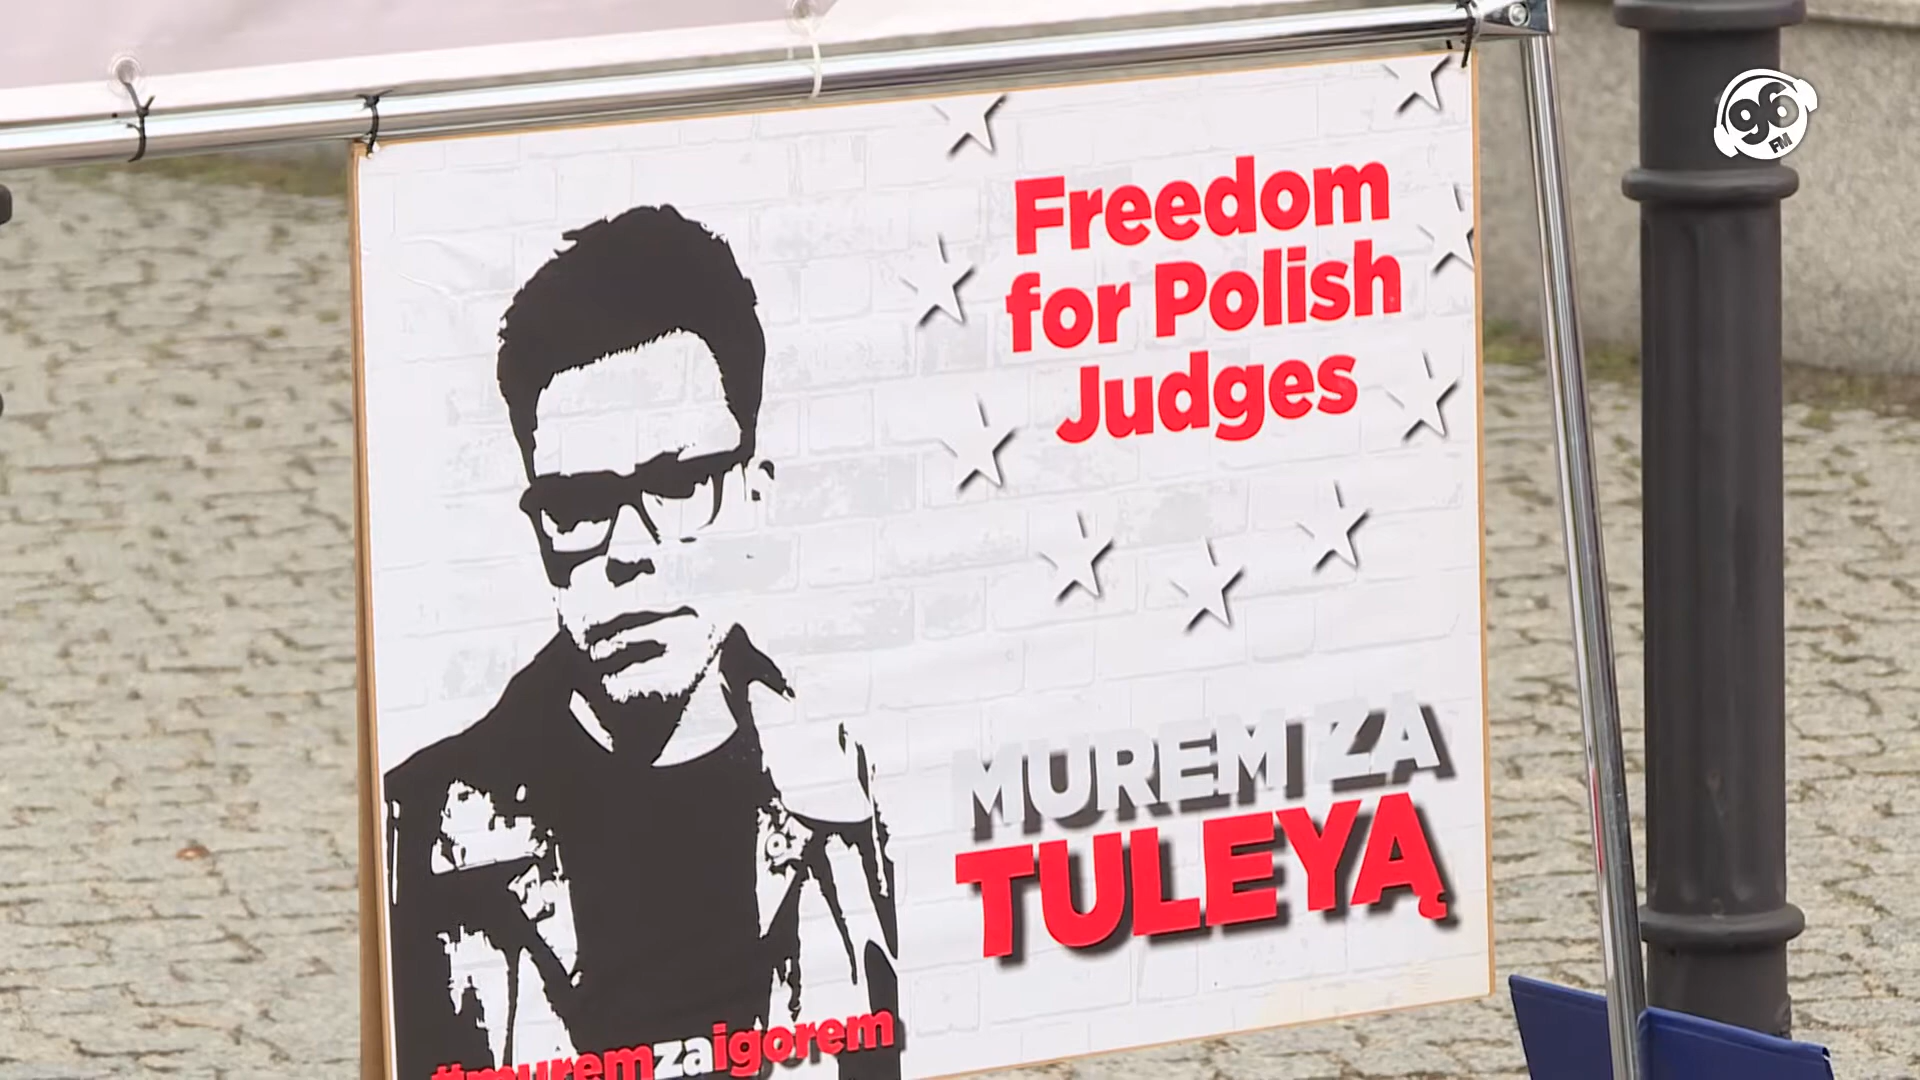 96
FM
Freedom
for Polish
Judges
MUREM ZA
TULEYĄ
#muremzaigorem